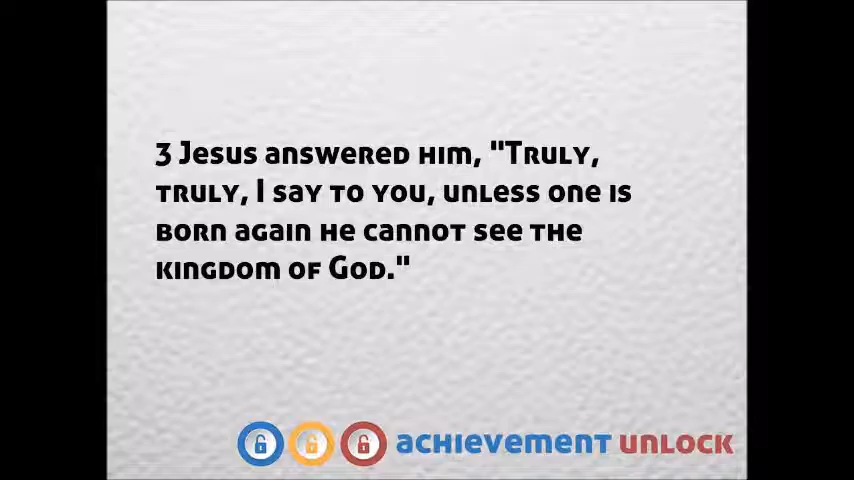 3 Jesus answered him, "Truly,
truly, I say to you, unless one is
born again he cannot see the
kingdom of God."
achievement unlock